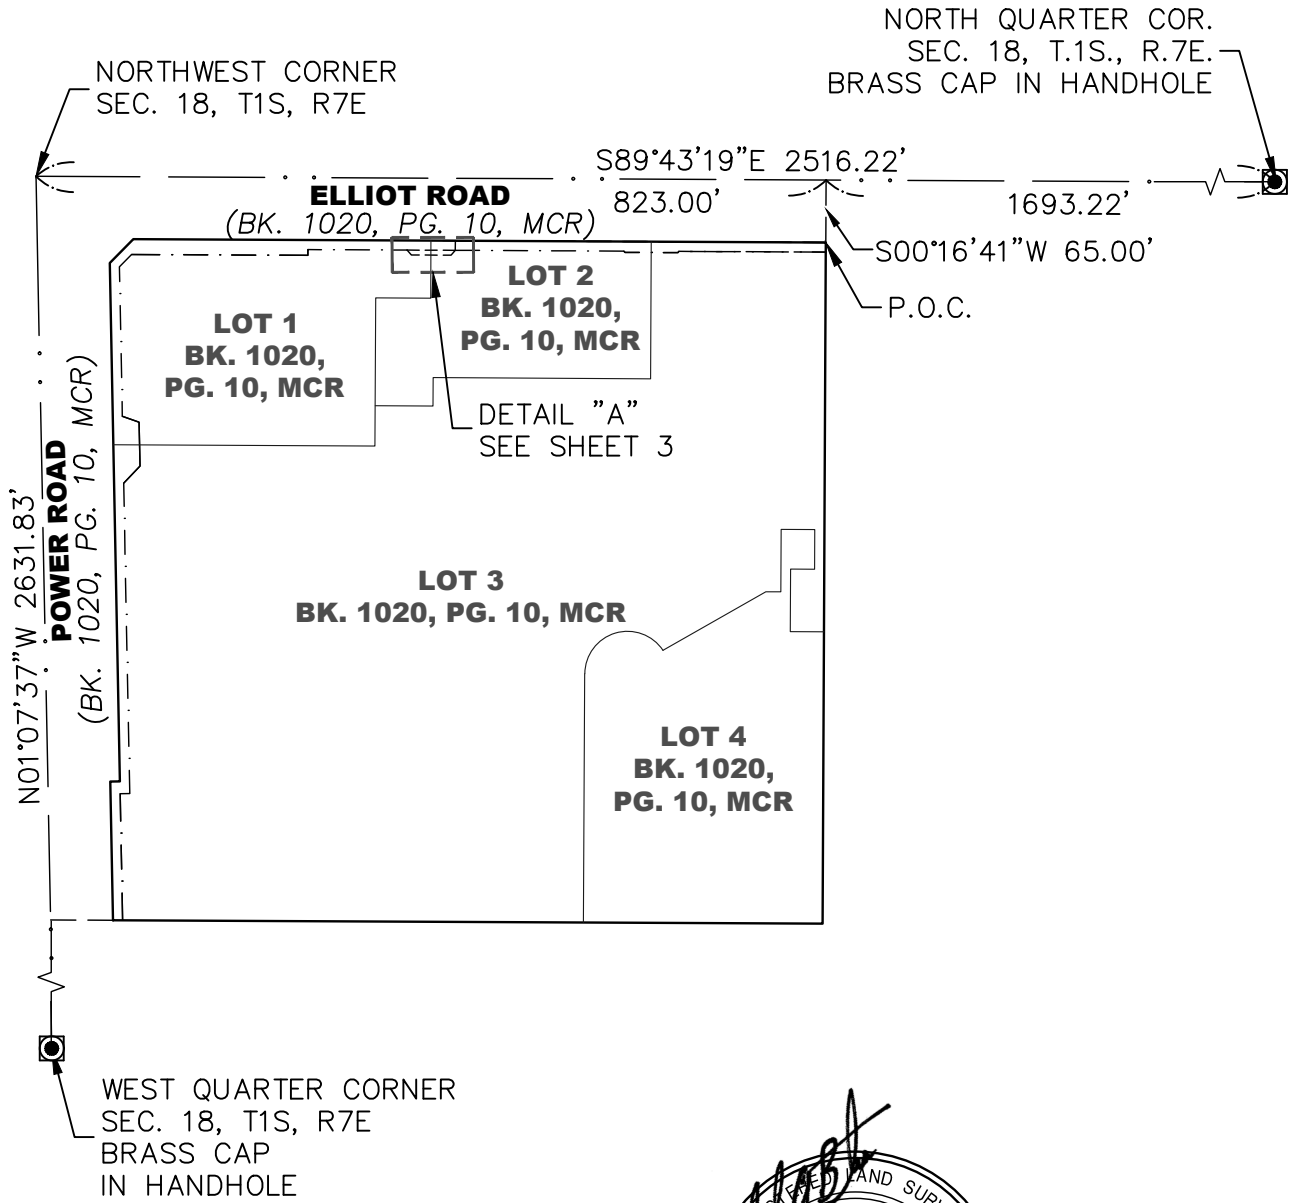 NORTH QUARTER COR.
SEC. 18, T.1S., R.7E.
BRASS CAP IN HANDHOLE
NORTHWEST CORNER
SEC. 18, T1S, R7E
S89°43'19"E 2516.22'
823.00'
1693.22'
ELLIOT ROAD
(BK. 1020, PG. 10, MCR)
S00°16'41"W 65.00'
P.O.C.
LOT 1
BK. 1020,
PG. 10, MCR
LOT 2
BK. 1020,
PG. 10, MCR
DETAIL "A"
SEE SHEET 3
N01°07'37"W 2631.83'
POWER ROAD
(BK. 1020, PG. 10, MCR)
LOT 3
BK. 1020, PG. 10, MCR
LOT 4
BK. 1020,
PG. 10, MCR
WEST QUARTER CORNER
SEC. 18, T1S, R7E
BRASS CAP
IN HANDHOLE
LAND